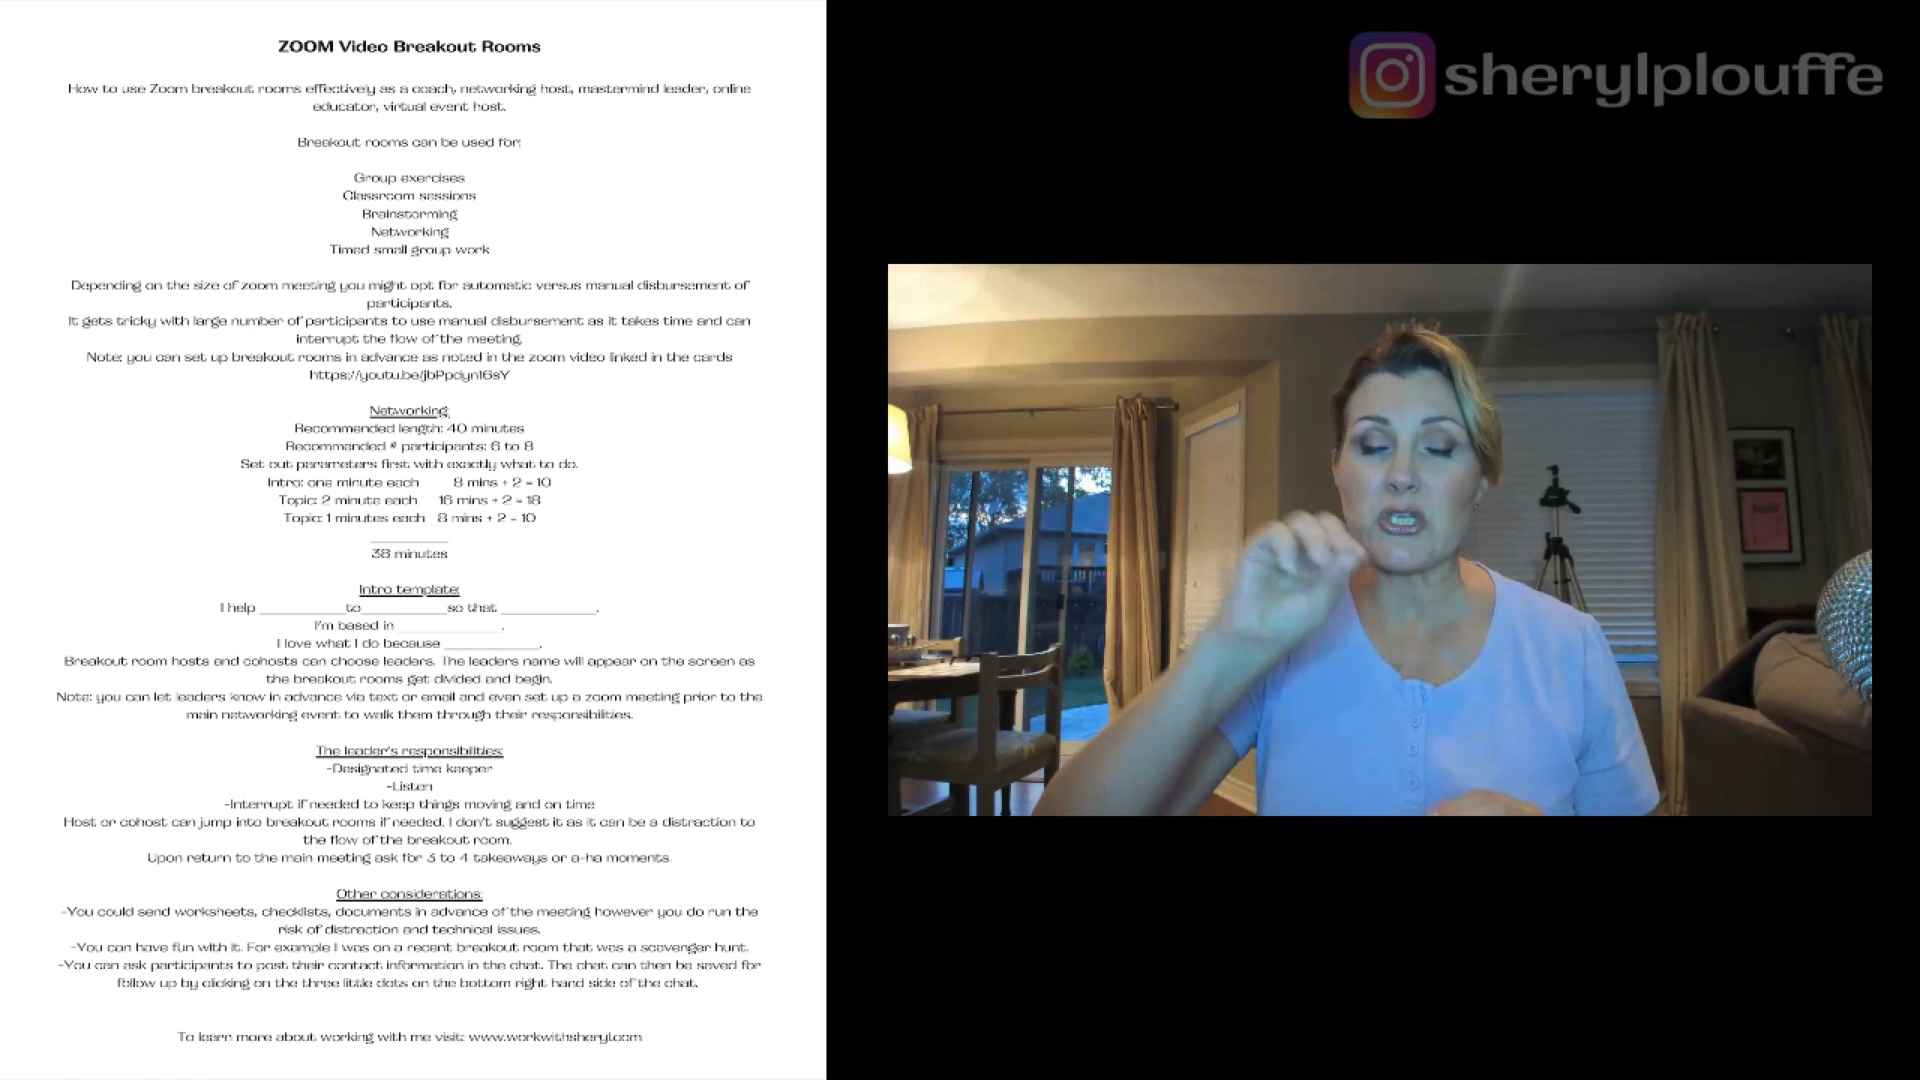 ZOOM Video Breakout Rooms
How to use Zoom breakout rooms effectively as a coach, networking host, mastermind leader, online
educator, virtual event host.
Breakout rooms can be used for:
Group exercises
Classroom sessions
Brainstorming
Networking
Timed small group work
Depending on the size of zoom meeting you might opt for automatic versus manual disbursement of
participants.
It gets tricky with large number of participants to use manual disbursement as it takes time and can
interrupt the flow of the meeting.
Note: you can set up breakout rooms in advance as noted in the zoom video linked in the cards
Networking:
Recommended length: 40 minutes
Recommended # participants: 6 to 8
Set out parameters first with exactly what to do.
Intro: one minute each 8 mins + 2 = 10
Topic: 2 minute each 16 mins + 2 = 18
Topic: 1 minutes each 8 mins + 2 = 10
38 minutes
Intro template:
I help ____________to____________so that _____________.
I'm based in ______________.
I love what I do because _____________.
Breakout room hosts and cohosts can choose leaders. The leaders name will appear on the screen as
the breakout rooms get divided and begin.
Note: you can let leaders know in advance via text or email and even set up a zoom meeting prior to the
main networking event to walk them through their responsibilities.
The leader's responsibilities:
-Designated time keeper
-Listen
-Interrupt if needed to keep things moving and on time
Host or cohost can jump into breakout rooms if needed. I don't suggest it as it can be a distraction to
the flow of the breakout room.
Upon return to the main meeting ask for 3 to 4 takeaways or a-ha moments.
Other considerations:
-You could send worksheets, checklists, documents in advance of the meeting however you do run the
risk of distraction and technical issues.
-You can have fun with it. For example I was on a recent breakout room that was a scavenger hunt.
-You can ask participants to post their contact information in the chat. The chat can then be saved for
follow up by clicking on the three little dots on the bottom right hand side of the chat.
To learn more about working with me visit: www.workwithsheryl.com
sherylplouffe